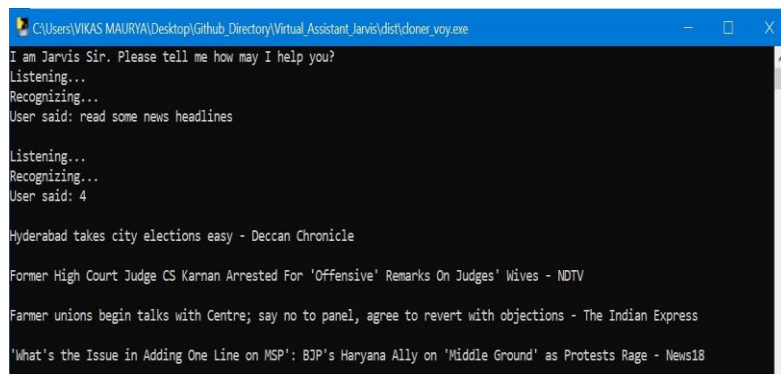 C:\Users\VIKAS MAURYA\Desktop\Github_Directory\Virtual_Assistant_Jarvis\dist\cloner_voy.exe
I am Jarvis Sir. Please tell me how may I help you?
Listening...
Recognizing...
User said: read some news headlines
Listening...
Recognizing...
User said: 4
Hyderabad takes city elections easy - Deccan Chronicle
Former High Court Judge CS Karnan Arrested For 'Offensive' Remarks On Judges' Wives - NDTV
Farmer unions begin talks with Centre; say no to panel, agree to revert with objections - The Indian Express
'What's the Issue in Adding One Line on MSP': BJP's Haryana Ally on 'Middle Ground' as Protests Rage - News18